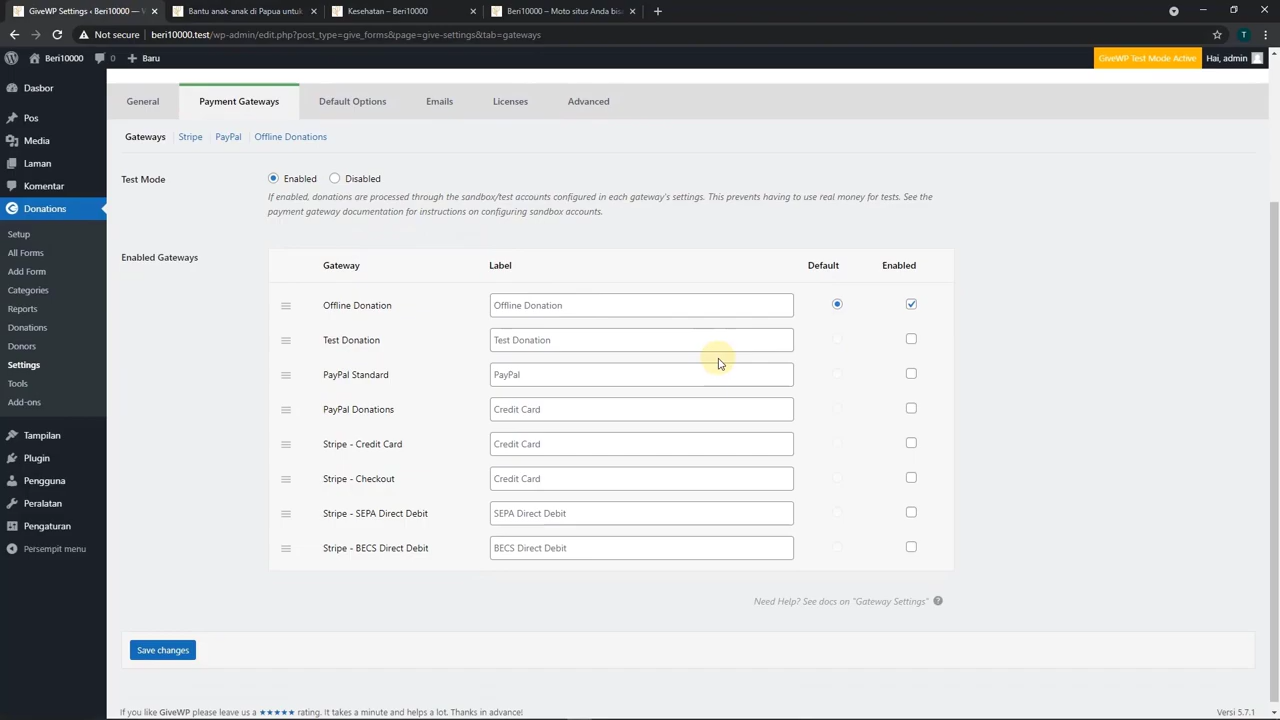 GiveWP Settings ‹ Beri10000 — W
Bantu anak-anak di Papua untuk
Kesehatan – Beri10000
Beri10000 – Moto situs Anda bisa
Not secure
beri10000.test/wp-admin/edit.php?post_type=give_forms&page=give-settings&tab=gateways
T
Beri10000
0
Baru
GiveWP Test Mode Active
Hai, admin
Dasbor
Pos
Media
Laman
Komentar
Donations
Setup
All Forms
Add Form
Categories
Reports
Donations
Donors
Settings
Tools
Add-ons
Tampilan
Plugin
Pengguna
Peralatan
Pengaturan
Persempit menu
General
Payment Gateways
Default Options
Emails
Licenses
Advanced
Gateways
Stripe
PayPal
Offline Donations
Test Mode
Enabled
Disabled
If enabled, donations are processed through the sandbox/test accounts configured in each gateway's settings. This prevents having to use real money for tests. See the
payment gateway documentation for instructions on configuring sandbox accounts.
Enabled Gateways
Gateway
Label
Default
Enabled
Offline Donation
Offline Donation
Test Donation
Test Donation
PayPal Standard
PayPal
PayPal Donations
Credit Card
Stripe - Credit Card
Credit Card
Stripe - Checkout
Credit Card
Stripe - SEPA Direct Debit
SEPA Direct Debit
Stripe - BECS Direct Debit
BECS Direct Debit
Need Help? See docs on "Gateway Settings"
Save changes
If you like GiveWP please leave us a ★★★★★ rating. It takes a minute and helps a lot. Thanks in advance!
Versi 5.7.1